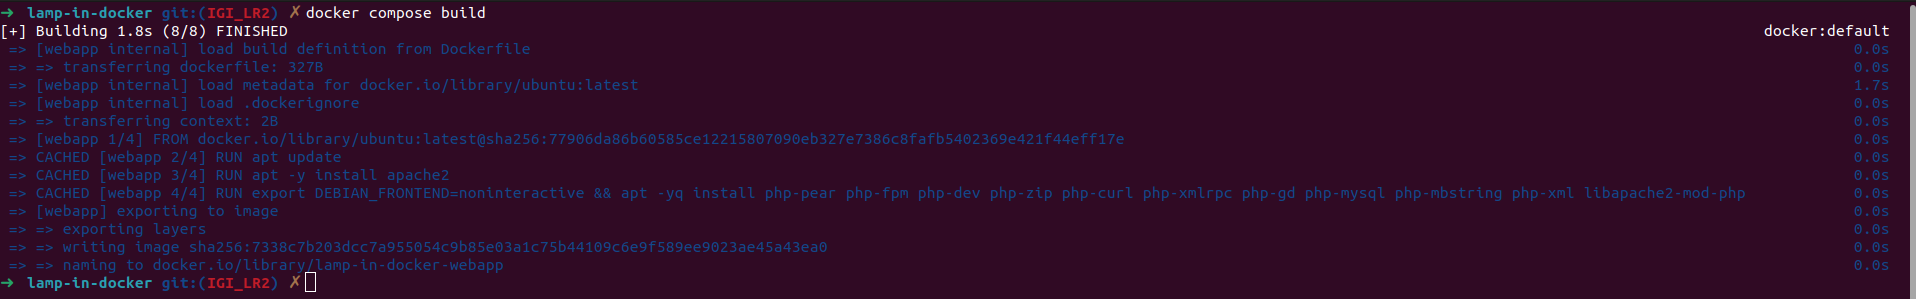 ➜ lamp-in-docker git:(IGI_LR2) ✗ docker compose build
[+] Building 1.8s (8/8) FINISHED docker:default
=> [webapp internal] load build definition from Dockerfile 0.0s
=> => transferring dockerfile: 327B 0.0s
=> [webapp internal] load metadata for docker.io/library/ubuntu:latest 1.7s
=> [webapp internal] load .dockerignore 0.0s
=> => transferring context: 2B 0.0s
=> [webapp 1/4] FROM docker.io/library/ubuntu:latest@sha256:77906da86b60585ce12215807090eb327e7386c8fafb5402369e421f44eff17e 0.0s
=> CACHED [webapp 2/4] RUN apt update 0.0s
=> CACHED [webapp 3/4] RUN apt -y install apache2 0.0s
=> CACHED [webapp 4/4] RUN export DEBIAN_FRONTEND=noninteractive && apt -yq install php-pear php-fpm php-dev php-zip php-curl php-xmlrpc php-gd php-mysql php-mbstring php-xml libapache2-mod-php 0.0s
=> [webapp] exporting to image 0.0s
=> => exporting layers 0.0s
=> => writing image sha256:7338c7b203dcc7a955054c9b85e03a1c75b44109c6e9f589ee9023ae45a43ea0 0.0s
=> => naming to docker.io/library/lamp-in-docker-webapp 0.0s
➜ lamp-in-docker git:(IGI_LR2) ✗